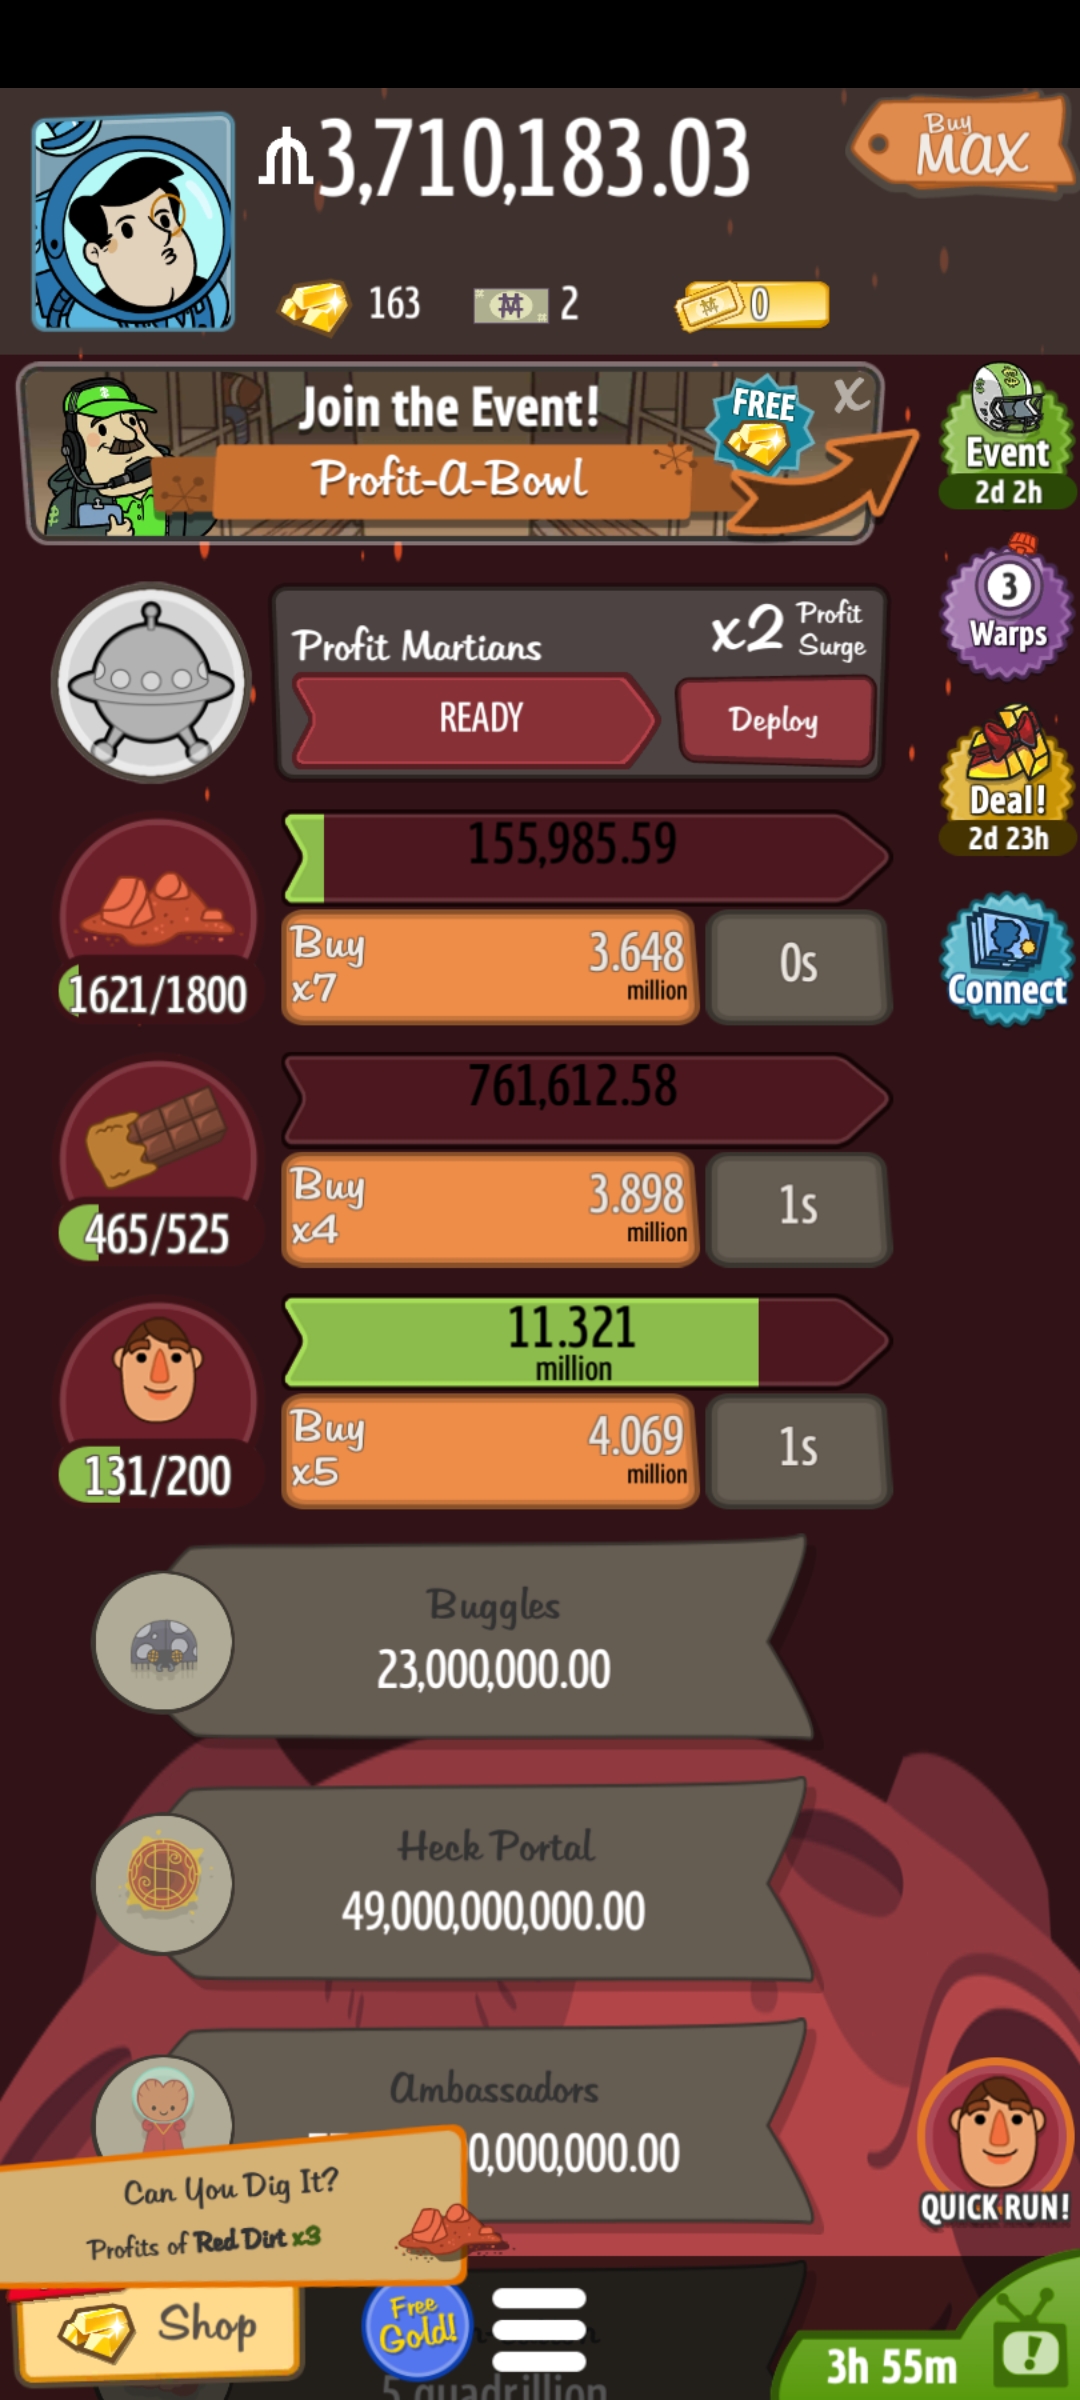 ₼3,710,183.03
Buy
MAX
163
2
0
Join the Event!
FREE
X
Profit-A-Bowl
Event
2d 2h
3
Warps
Profit Martians
x2 Profit
Surge
READY
Deploy
Deal!
2d 23h
155,985.59
Buy
x7
3.648
million
0s
1621/1800
Connect
761,612.58
Buy
x4
3.898
million
1s
465/525
11.321
million
Buy
x5
4.069
million
1s
131/200
Buggles
23,000,000.00
Heck Portal
49,000,000,000.00
Ambassadors
0,000,000.00
Can You Dig It?
Profits of Red Dirt x3
QUICK RUN!
Shop
Free
Gold!
3h 55m
5 quadrillion